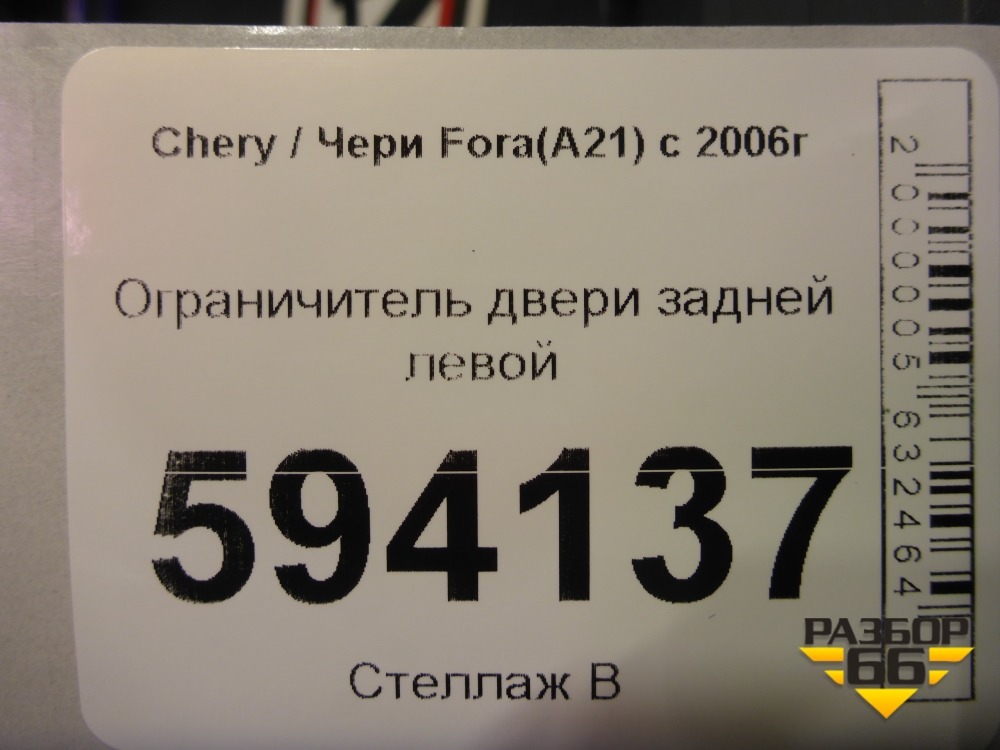 Chery / Чери Fora(A21) с 2006г
Ограничитель двери задней
левой
594137
Стеллаж В
2000005632464
РАЗБОР
66